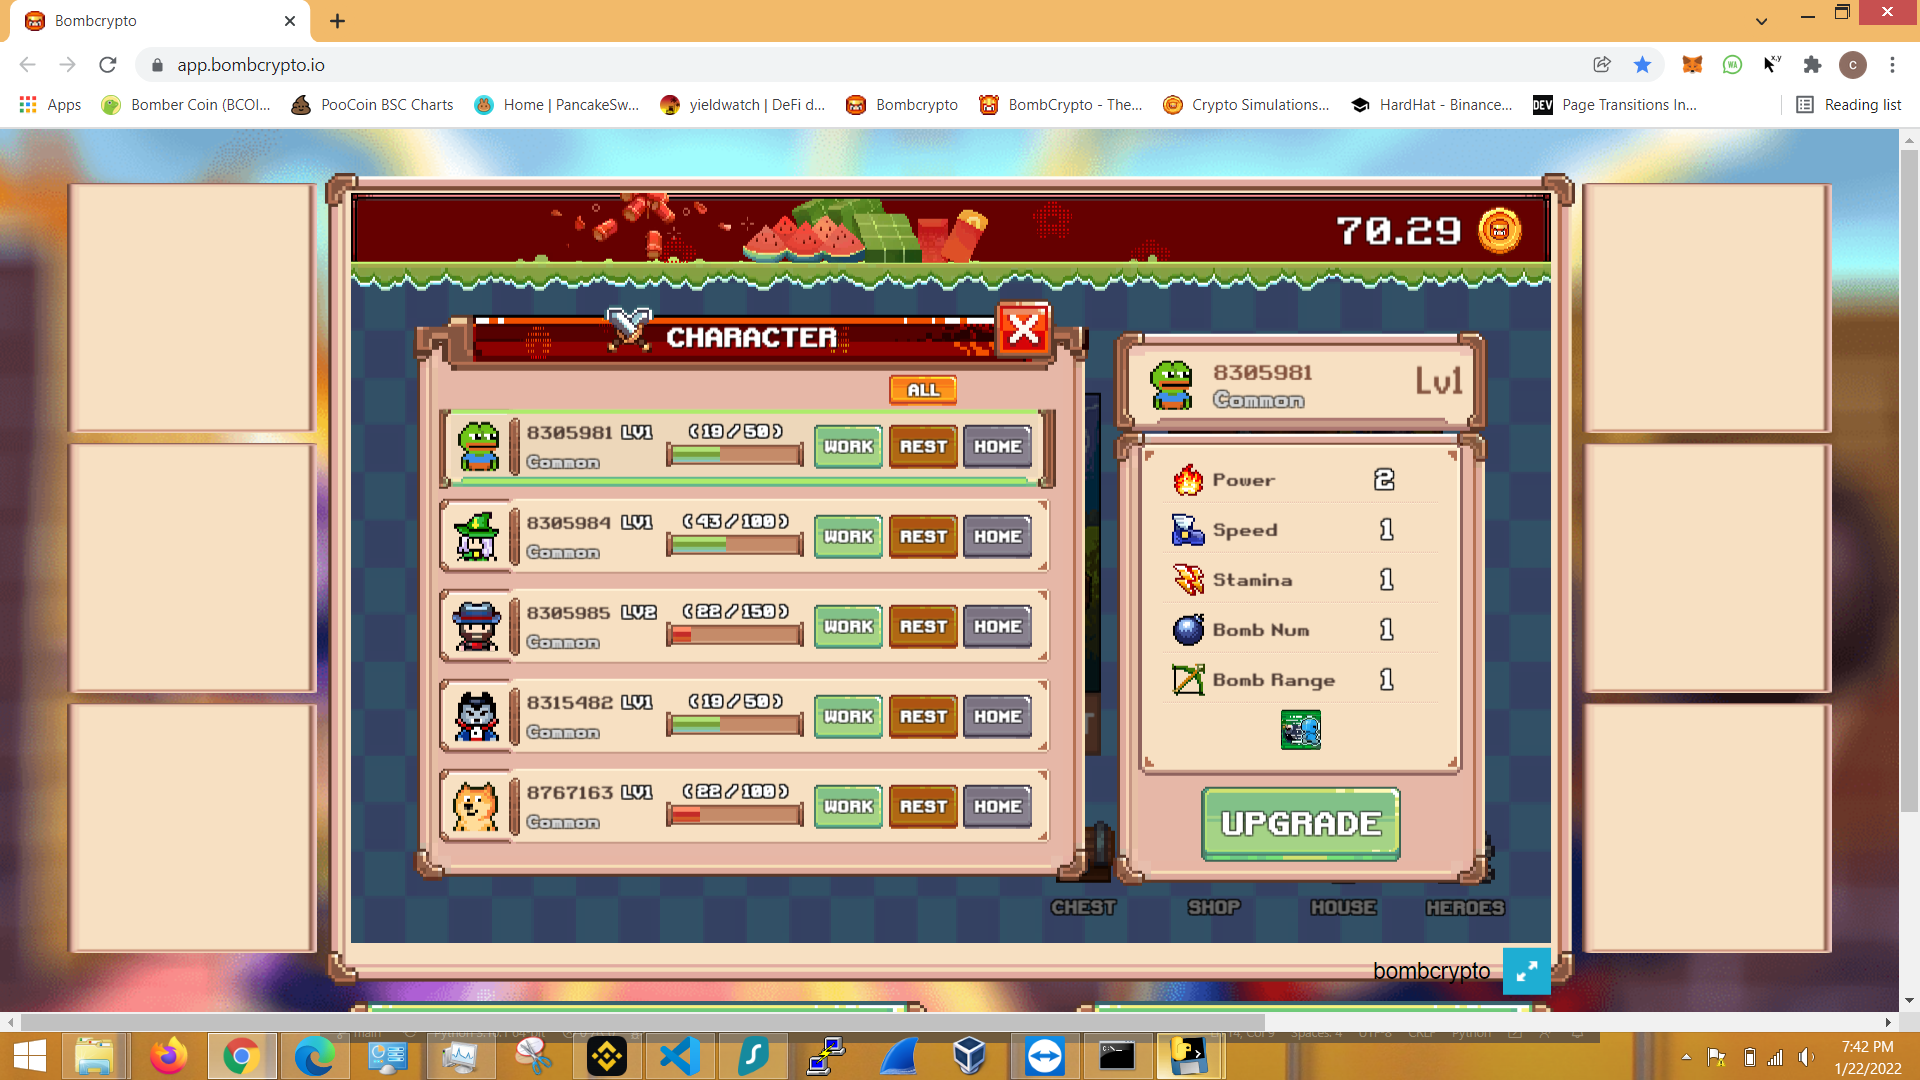 Bombcrypto
app.bombcrypto.io
Apps
Bomber Coin (BCOI...
PooCoin BSC Charts
Home | PancakeSw...
yieldwatch | DeFi d...
Bombcrypto
BombCrypto - The...
Crypto Simulations...
HardHat - Binance...
DEV Page Transitions In...
Reading list
70.29
CHARACTER
ALL
8305981 LV1 (19/50)
Common
WORK REST HOME
8305984 LV1 (43/100)
Common
WORK REST HOME
8305985 LV2 (22/150)
Common
WORK REST HOME
8315482 LV1 (19/50)
Common
WORK REST HOME
8767163 LV1 (22/100)
Common
WORK REST HOME
8305981
Common
Lv1
Power 2
Speed 1
Stamina 1
Bomb Num 1
Bomb Range 1
UPGRADE
CHEST SHOP HOUSE HEROES
bombcrypto
7:42 PM
1/22/2022